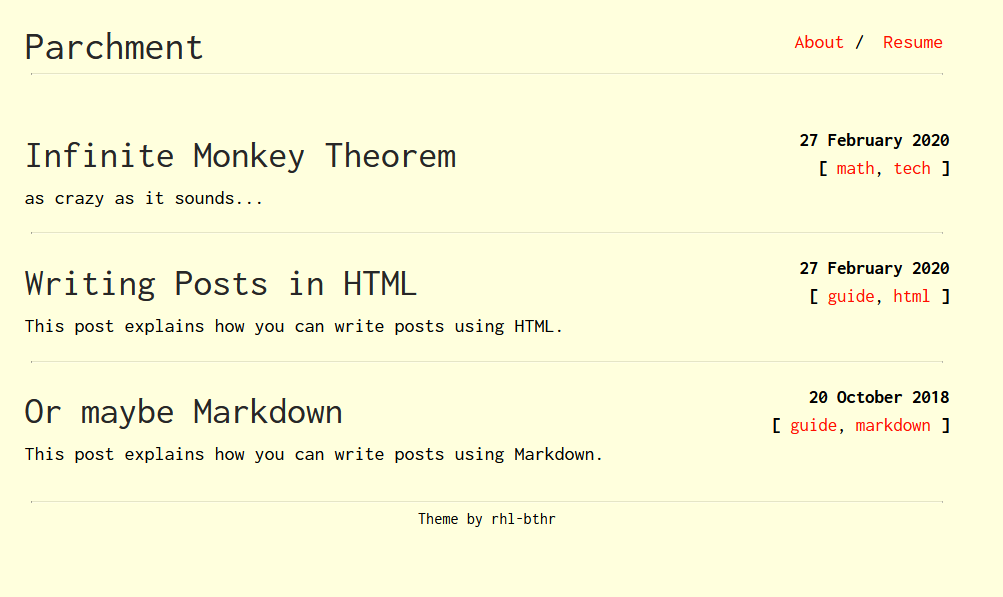 Parchment
About / Resume
Infinite Monkey Theorem
27 February 2020
[ math, tech ]
as crazy as it sounds...
Writing Posts in HTML
27 February 2020
[ guide, html ]
This post explains how you can write posts using HTML.
Or maybe Markdown
20 October 2018
[ guide, markdown ]
This post explains how you can write posts using Markdown.
Theme by rhl-bthr